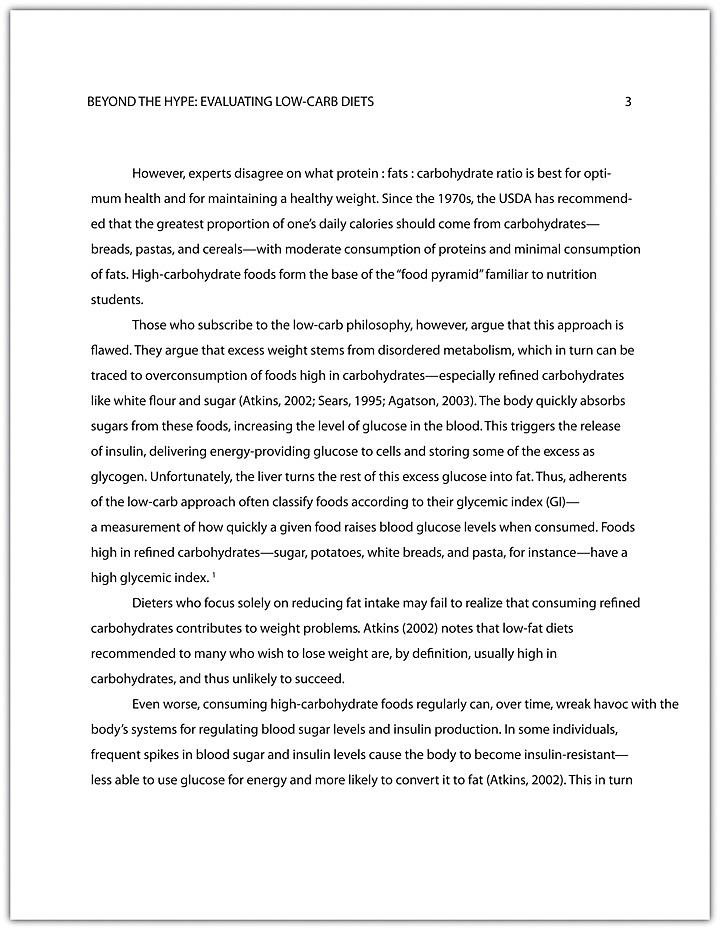 BEYOND THE HYPE: EVALUATING LOW-CARB DIETS 3
However, experts disagree on what protein : fats : carbohydrate ratio is best for opti-
mum health and for maintaining a healthy weight. Since the 1970s, the USDA has recommend-
ed that the greatest proportion of one's daily calories should come from carbohydrates—
breads, pastas, and cereals—with moderate consumption of proteins and minimal consumption
of fats. High-carbohydrate foods form the base of the "food pyramid" familiar to nutrition
students.
Those who subscribe to the low-carb philosophy, however, argue that this approach is
flawed. They argue that excess weight stems from disordered metabolism, which in turn can be
traced to overconsumption of foods high in carbohydrates—especially refined carbohydrates
like white flour and sugar (Atkins, 2002; Sears, 1995; Agatson, 2003). The body quickly absorbs
sugars from these foods, increasing the level of glucose in the blood. This triggers the release
of insulin, delivering energy-providing glucose to cells and storing some of the excess as
glycogen. Unfortunately, the liver turns the rest of this excess glucose into fat. Thus, adherents
of the low-carb approach often classify foods according to their glycemic index (GI)—
a measurement of how quickly a given food raises blood glucose levels when consumed. Foods
high in refined carbohydrates—sugar, potatoes, white breads, and pasta, for instance—have a
high glycemic index. ¹
Dieters who focus solely on reducing fat intake may fail to realize that consuming refined
carbohydrates contributes to weight problems. Atkins (2002) notes that low-fat diets
recommended to many who wish to lose weight are, by definition, usually high in
carbohydrates, and thus unlikely to succeed.
Even worse, consuming high-carbohydrate foods regularly can, over time, wreak havoc with the
body's systems for regulating blood sugar levels and insulin production. In some individuals,
frequent spikes in blood sugar and insulin levels cause the body to become insulin-resistant—
less able to use glucose for energy and more likely to convert it to fat (Atkins, 2002). This in turn